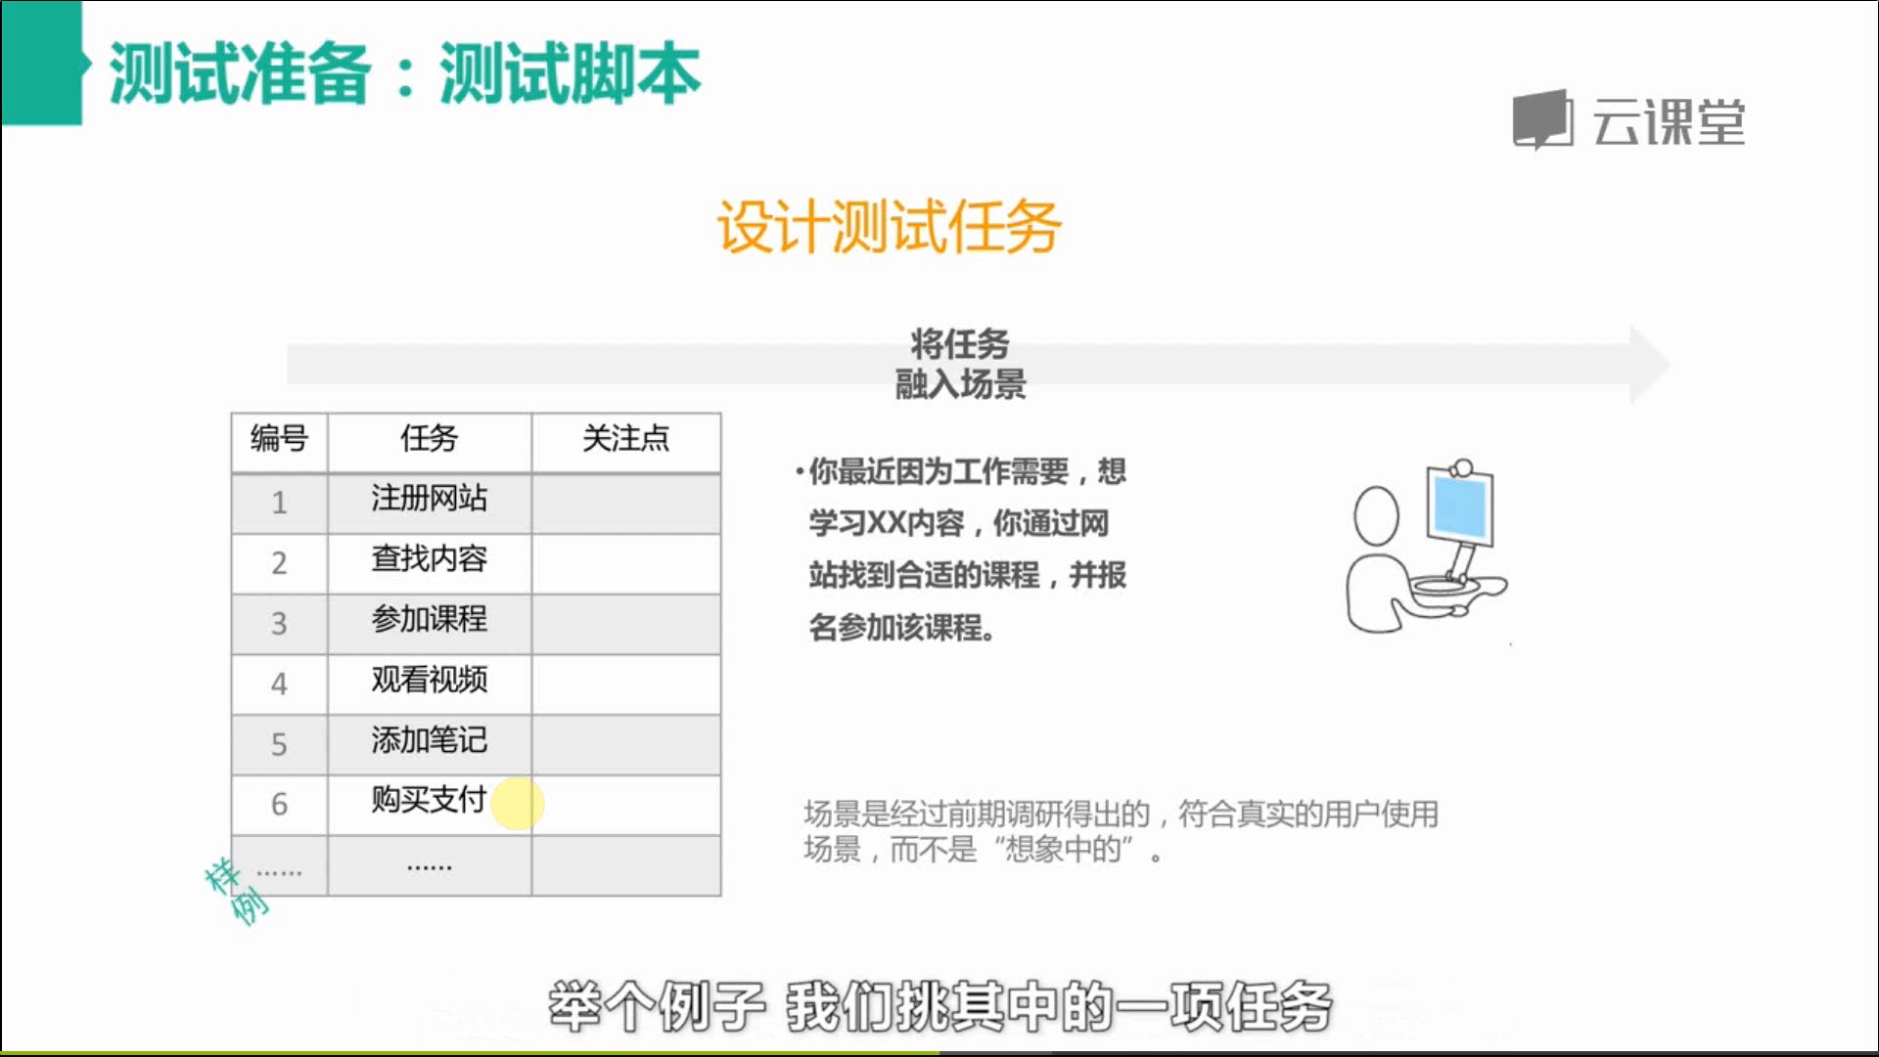 测试准备：测试脚本
云课堂
设计测试任务
将任务
融入场景
编号 任务 关注点
1 注册网站
2 查找内容
3 参加课程
4 观看视频
5 添加笔记
6 购买支付
…… ……
样例
•你最近因为工作需要，想
学习XX内容，你通过网
站找到合适的课程，并报
名参加该课程。
场景是经过前期调研得出的，符合真实的用户使用
场景，而不是“想象中的”。
举个例子 我们挑其中的一项任务